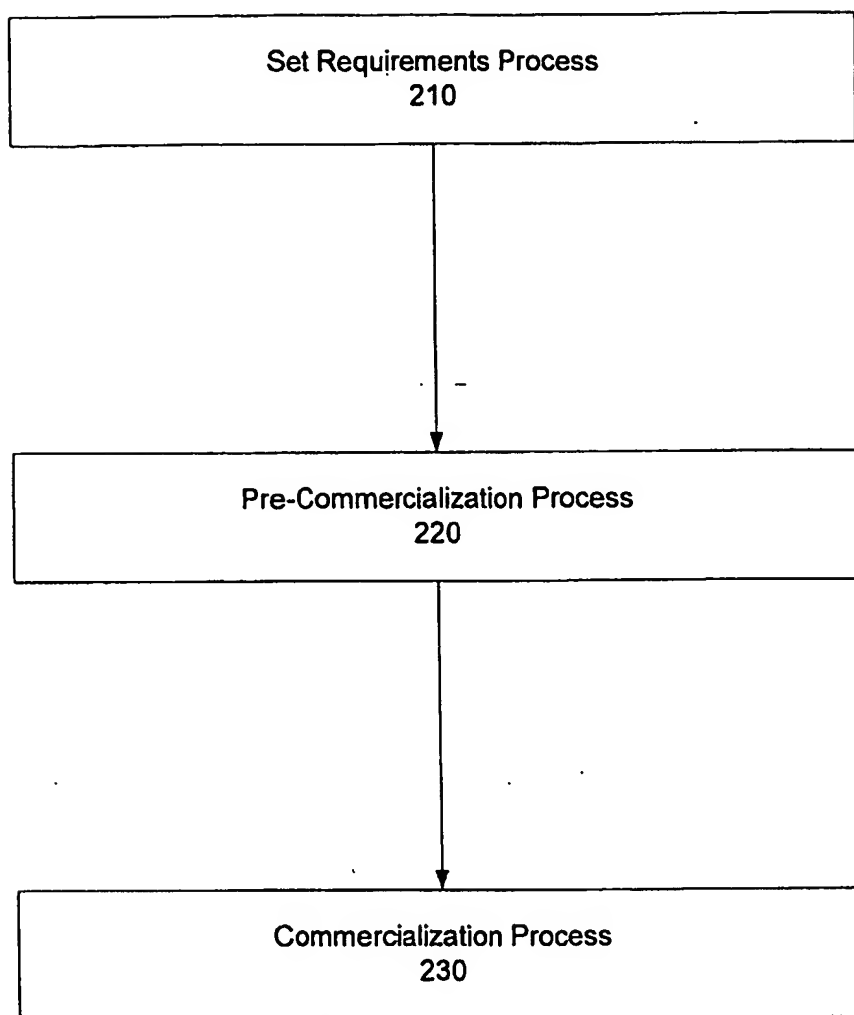 Set Requirements Process
210
Pre-Commercialization Process
220
Commercialization Process
230